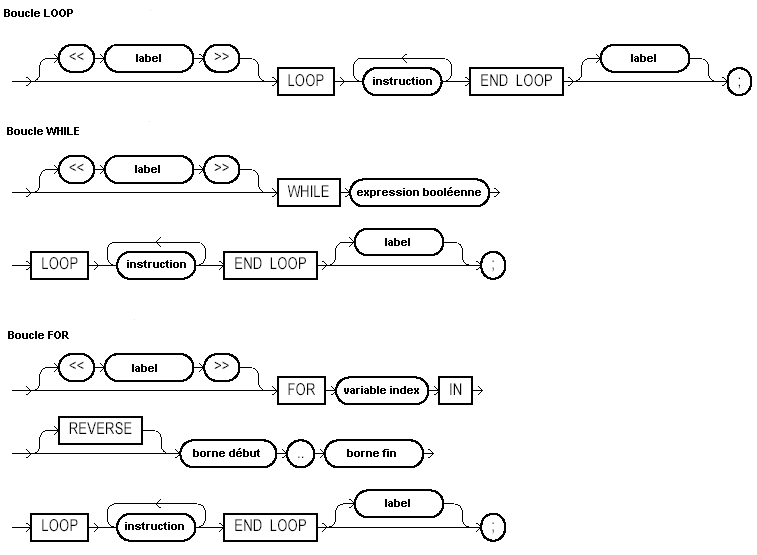 Boucle LOOP
<< label >> label
LOOP instruction END LOOP ;
Boucle WHILE
<< label >>
WHILE expression booléenne
label
LOOP instruction END LOOP ;
Boucle FOR
<< label >>
FOR variable index IN
REVERSE
borne début .. borne fin
label
LOOP instruction END LOOP ;